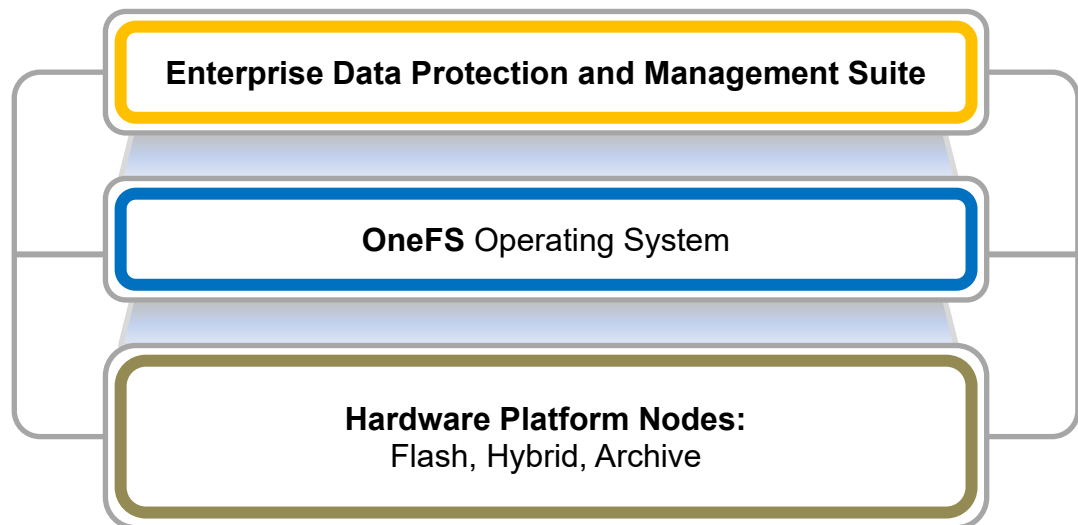 Enterprise Data Protection and Management Suite
OneFS Operating System
Hardware Platform Nodes:
Flash, Hybrid, Archive